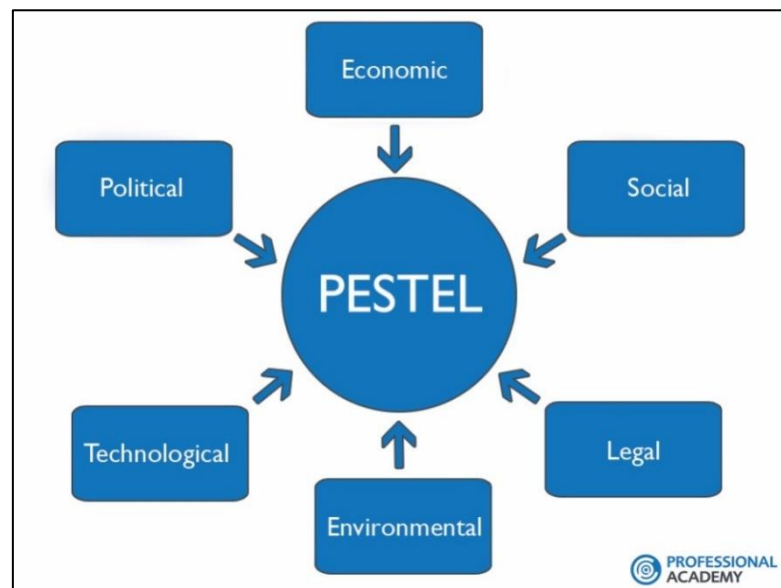 Economic
Political
Social
PESTEL
Technological
Legal
Environmental
PROFESSIONAL
ACADEMY